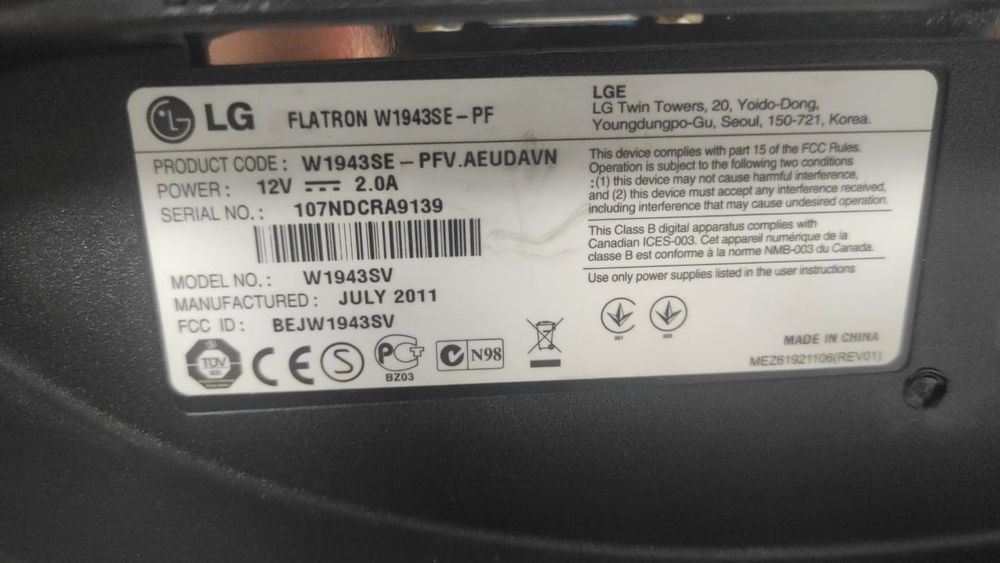 LG FLATRON W1943SE-PF
PRODUCT CODE: W1943SE-PFV.AEUDAVN
POWER: 12V 2.0A
SERIAL NO.: 107NDCRA9139
MODEL NO.: W1943SV
MANUFACTURED: JULY 2011
FCC ID: BEJW1943SV
TÜV CE S PCT N98
BZ03
LGE
LG Twin Towers, 20, Yoido-Dong,
Youngdungpo-Gu, Seoul, 150-721, Korea.
This device complies with part 15 of the FCC Rules.
Operation is subject to the following two conditions
:(1) this device may not cause harmful interference,
and (2) this device must accept any interference received,
including interference that may cause undesired operation.
This Class B digital apparatus complies with
Canadian ICES-003. Cet appareil numérique de la
classe B est conforme à la norme NMB-003 du Canada.
Use only power supplies listed in the user instructions
001
MADE IN CHINA
MEZ61921106(REV01)